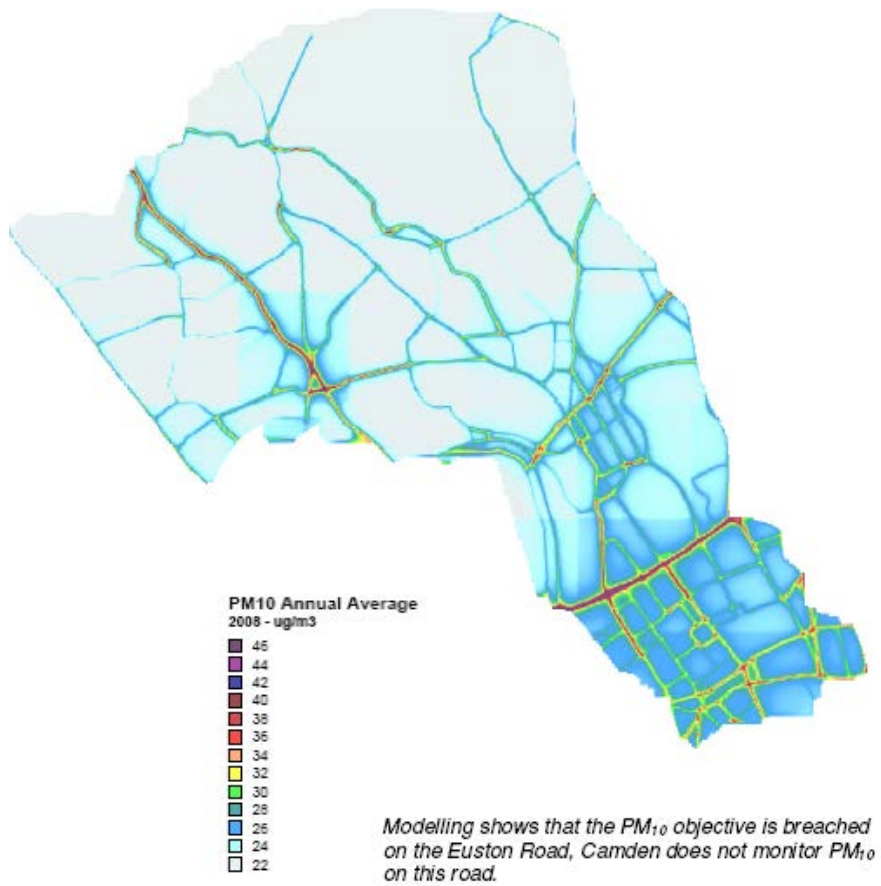 PM10 Annual Average
2008 - ug/m3
46
44
42
40
38
36
34
32
30
28
26
24
22
Modelling shows that the PM₁₀ objective is breached
on the Euston Road, Camden does not monitor PM₁₀
on this road.